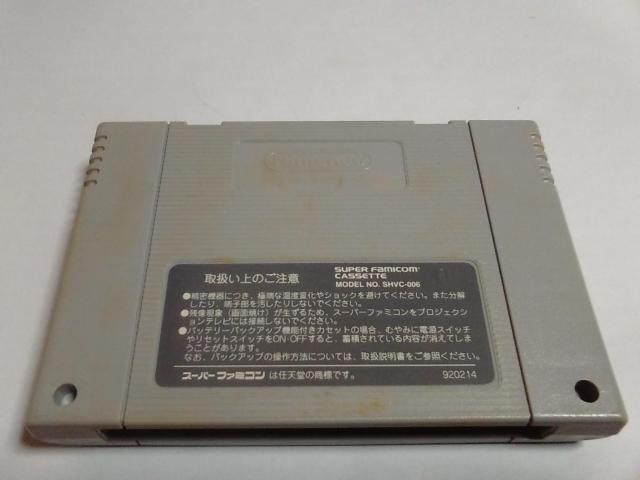 Nintendo
取扱い上のご注意
SUPER FAMICOM
CASSETTE
MODEL NO. SHVC-006
●精密機器につき、極端な温度変化やショックを避けてください。また分解
したり、端子部を汚したりしないでください。
●残像現象(画面焼け)が生ずるため、スーパーファミコンをプロジェク
ションテレビには接続しないでください。
●バッテリーバックアップ機能付きカセットの場合、むやみに電源スイッチ
やリセットスイッチをON・OFFすると、蓄積されている内容が消えてしま
うことがあります。
なお、バックアップの操作方法については、取扱説明書をご参照ください。
スーパーファミコン は任天堂の商標です。
920214